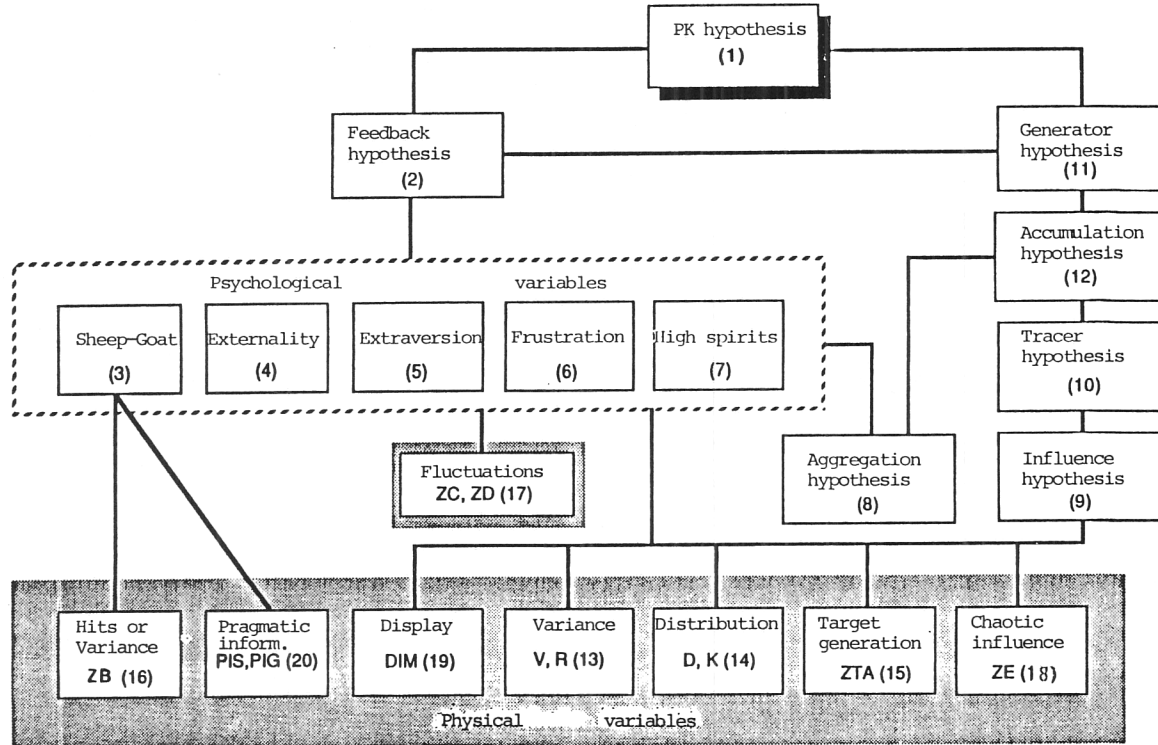 PK hypothesis
(1)
Feedback
hypothesis
(2)
Generator
hypothesis
(11)
Accumulation
hypothesis
(12)
Psychological variables
Sheep-Goat
(3)
Externality
(4)
Extraversion
(5)
Frustration
(6)
High spirits
(7)
Tracer
hypothesis
(10)
Fluctuations
ZC, ZD (17)
Aggregation
hypothesis
(8)
Influence
hypothesis
(9)
Hits or
Variance
ZB (16)
Pragmatic
inform.
PIS,PIG (20)
Display
DIM (19)
Variance
V, R (13)
Distribution
D, K (14)
Target
generation
ZTA (15)
Chaotic
influence
ZE (18)
Physical variables